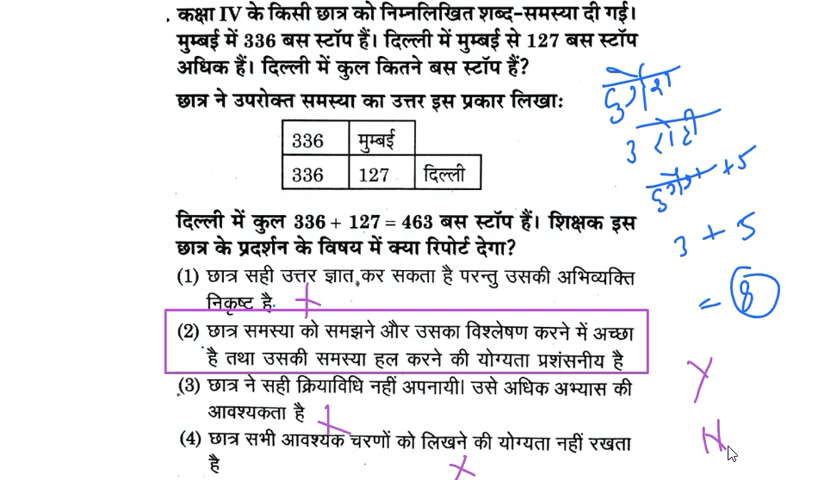 . कक्षा IV के किसी छात्र को निम्नलिखित शब्द-समस्या दी गई।
मुम्बई में 336 बस स्टॉप हैं। दिल्ली में मुम्बई से 127 बस स्टॉप
अधिक हैं। दिल्ली में कुल कितने बस स्टॉप हैं?
छात्र ने उपरोक्त समस्या का उत्तर इस प्रकार लिखा:
336 मुम्बई
336 127 दिल्ली
दिल्ली में कुल 336 + 127 = 463 बस स्टॉप हैं। शिक्षक इस
छात्र के प्रदर्शन के विषय में क्या रिपोर्ट देगा?
(1) छात्र सही उत्तर ज्ञात कर सकता है परन्तु उसकी अभिव्यक्ति
निकृष्ट है
(2) छात्र समस्या को समझने और उसका विश्लेषण करने में अच्छा
है तथा उसकी समस्या हल करने की योग्यता प्रशंसनीय है
(3) छात्र ने सही क्रियाविधि नहीं अपनायी। उसे अधिक अभ्यास की
आवश्यकता है
(4) छात्र सभी आवश्यक चरणों को लिखने की योग्यता नहीं रखता
है
3 रोटी
+ 5
3 + 5
= 8